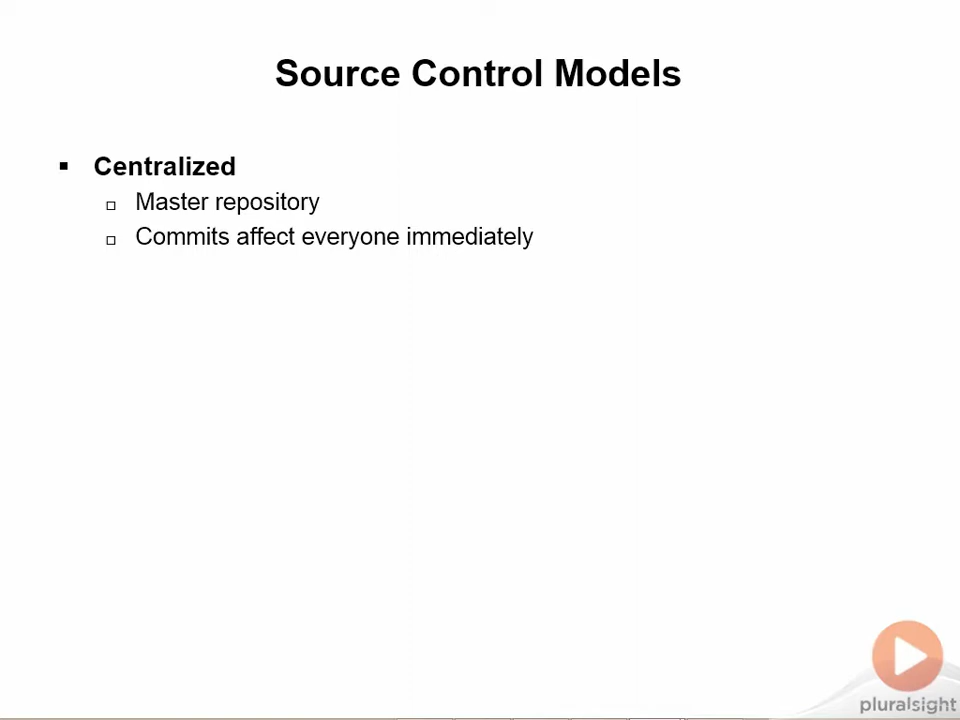 Source Control Models
Centralized
Master repository
Commits affect everyone immediately
pluralsight